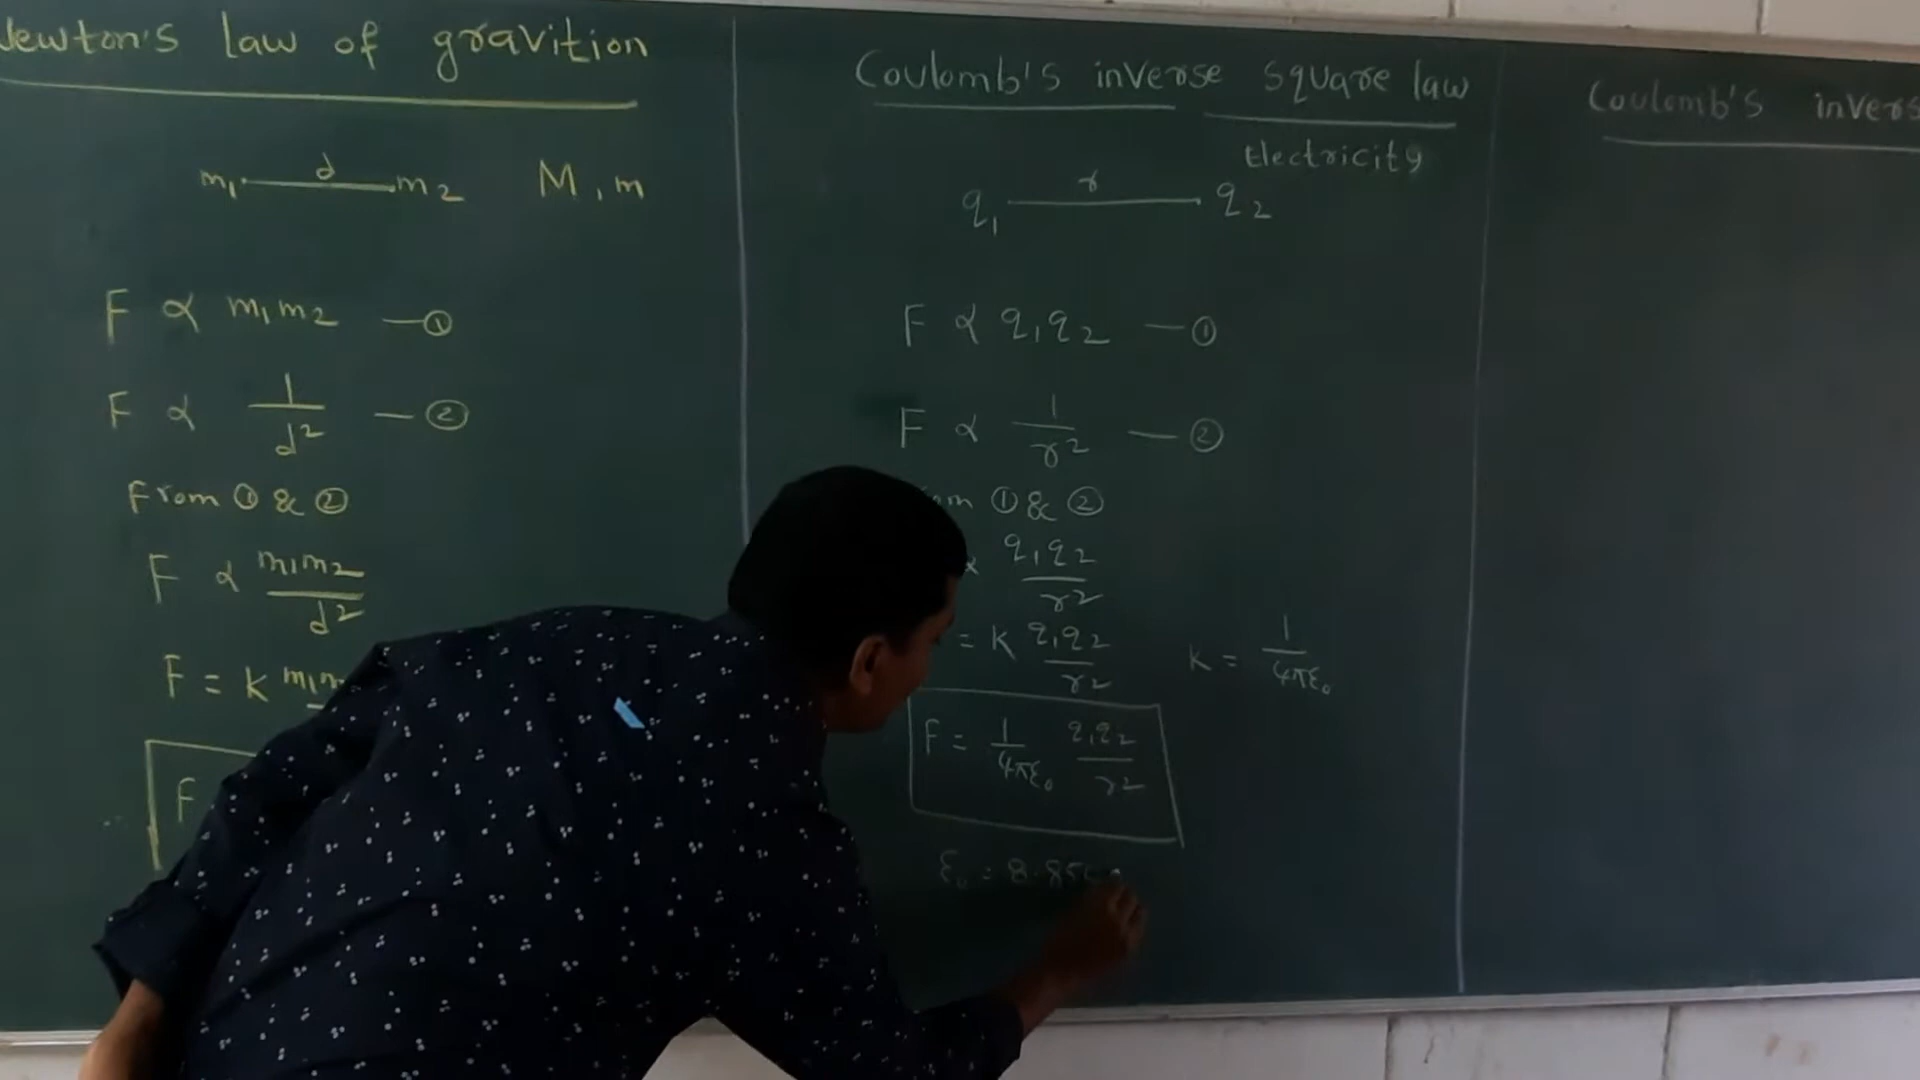 Newton's law of gravition
m₁ d m₂ M, m
F ∝ m₁m₂ — ①
F ∝ 1/d² — ②
From ① & ②
F ∝ m₁m₂/d²
F = K m₁m
F
Coulomb's inverse square law
Electricity
q₁ r q₂
F ∝ q₁q₂ — ①
F ∝ 1/r² — ②
① & ②
∝ q₁q₂/r²
= K q₁q₂/r² K = 1/4πε₀
F = 1/4πε₀ q₁q₂/r²
ε₀ = 8.85
Coulomb's invers